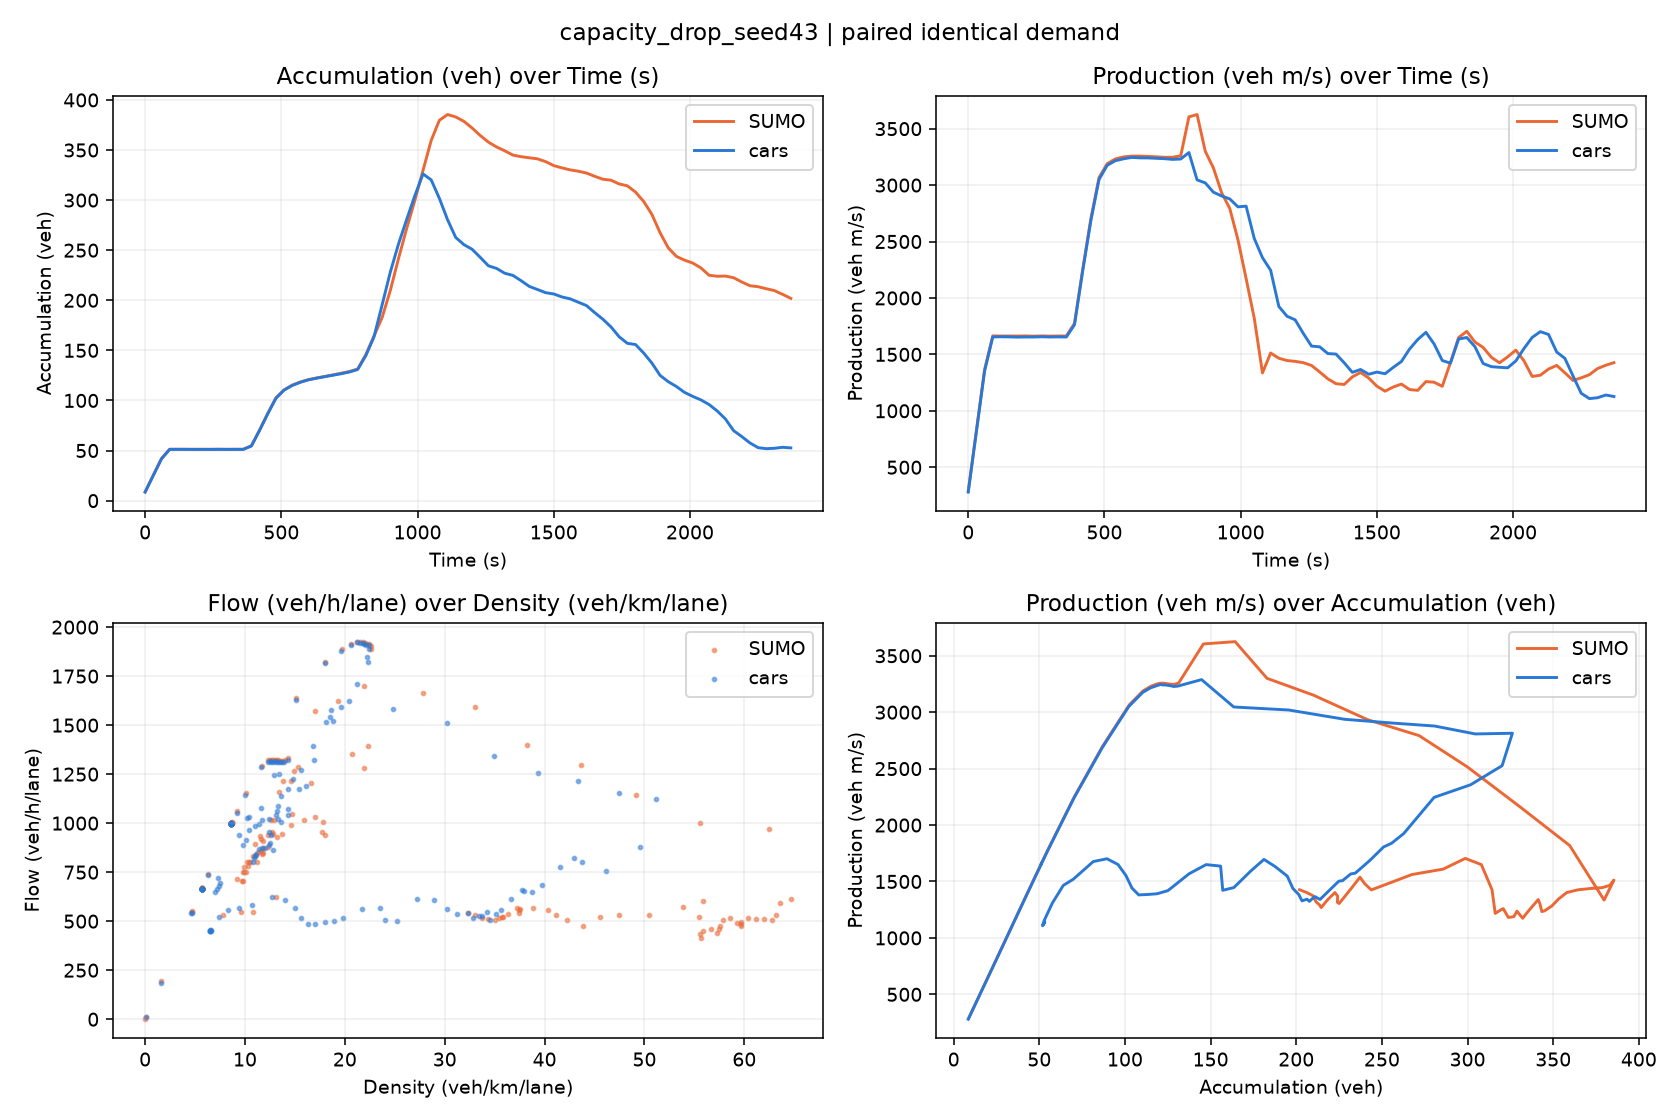 capacity_drop_seed43 | paired identical demand
Accumulation (veh) over Time (s)
Accumulation (veh)
400
350
300
250
200
150
100
50
0
SUMO
cars
0 500 1000 1500 2000
Time (s)
Production (veh m/s) over Time (s)
Production (veh m/s)
3500
3000
2500
2000
1500
1000
500
SUMO
cars
0 500 1000 1500 2000
Time (s)
Flow (veh/h/lane) over Density (veh/km/lane)
Flow (veh/h/lane)
2000
1750
1500
1250
1000
750
500
250
0
SUMO
cars
0 10 20 30 40 50 60
Density (veh/km/lane)
Production (veh m/s) over Accumulation (veh)
Production (veh m/s)
3500
3000
2500
2000
1500
1000
500
SUMO
cars
0 50 100 150 200 250 300 350 400
Accumulation (veh)